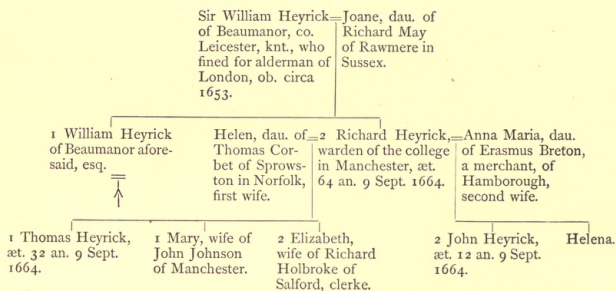 Sir William Heyrick
of Beaumanor, co.
Leicester, knt., who
fined for alderman of
London, ob. circa
1653.
Joane, dau. of
Richard May
of Rawmere in
Sussex.
1 William Heyrick
of Beaumanor afore-
said, esq.
Helen, dau. of
Thomas Cor-
bet of Sprows-
ton in Norfolk,
first wife.
2 Richard Heyrick,
warden of the college
in Manchester, æt.
64 an. 9 Sept. 1664.
Anna Maria, dau.
of Erasmus Breton,
a merchant, of
Hamborough,
second wife.
1 Thomas Heyrick,
æt. 32 an. 9 Sept.
1664.
1 Mary, wife of
John Johnson
of Manchester.
2 Elizabeth,
wife of Richard
Holbroke of
Salford, clerke.
2 John Heyrick,
æt. 12 an. 9 Sept.
1664.
Helena.